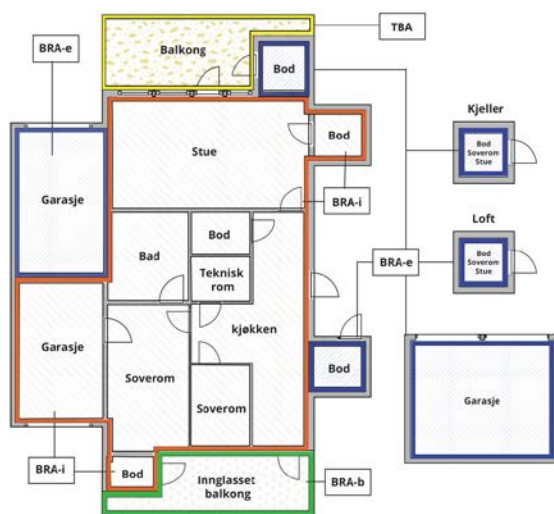 TBA
BRA-e
Balkong
Bod
Kjeller
Bod
Soverom
Stue
Stue
Bod
Garasje
BRA-i
Loft
Bod
Soverom
Stue
Bad
Bod
Teknisk
rom
BRA-e
kjøkken
Garasje
Soverom
Soverom
Bod
Garasje
BRA-i
Bod
Innglasset
balkong
BRA-b